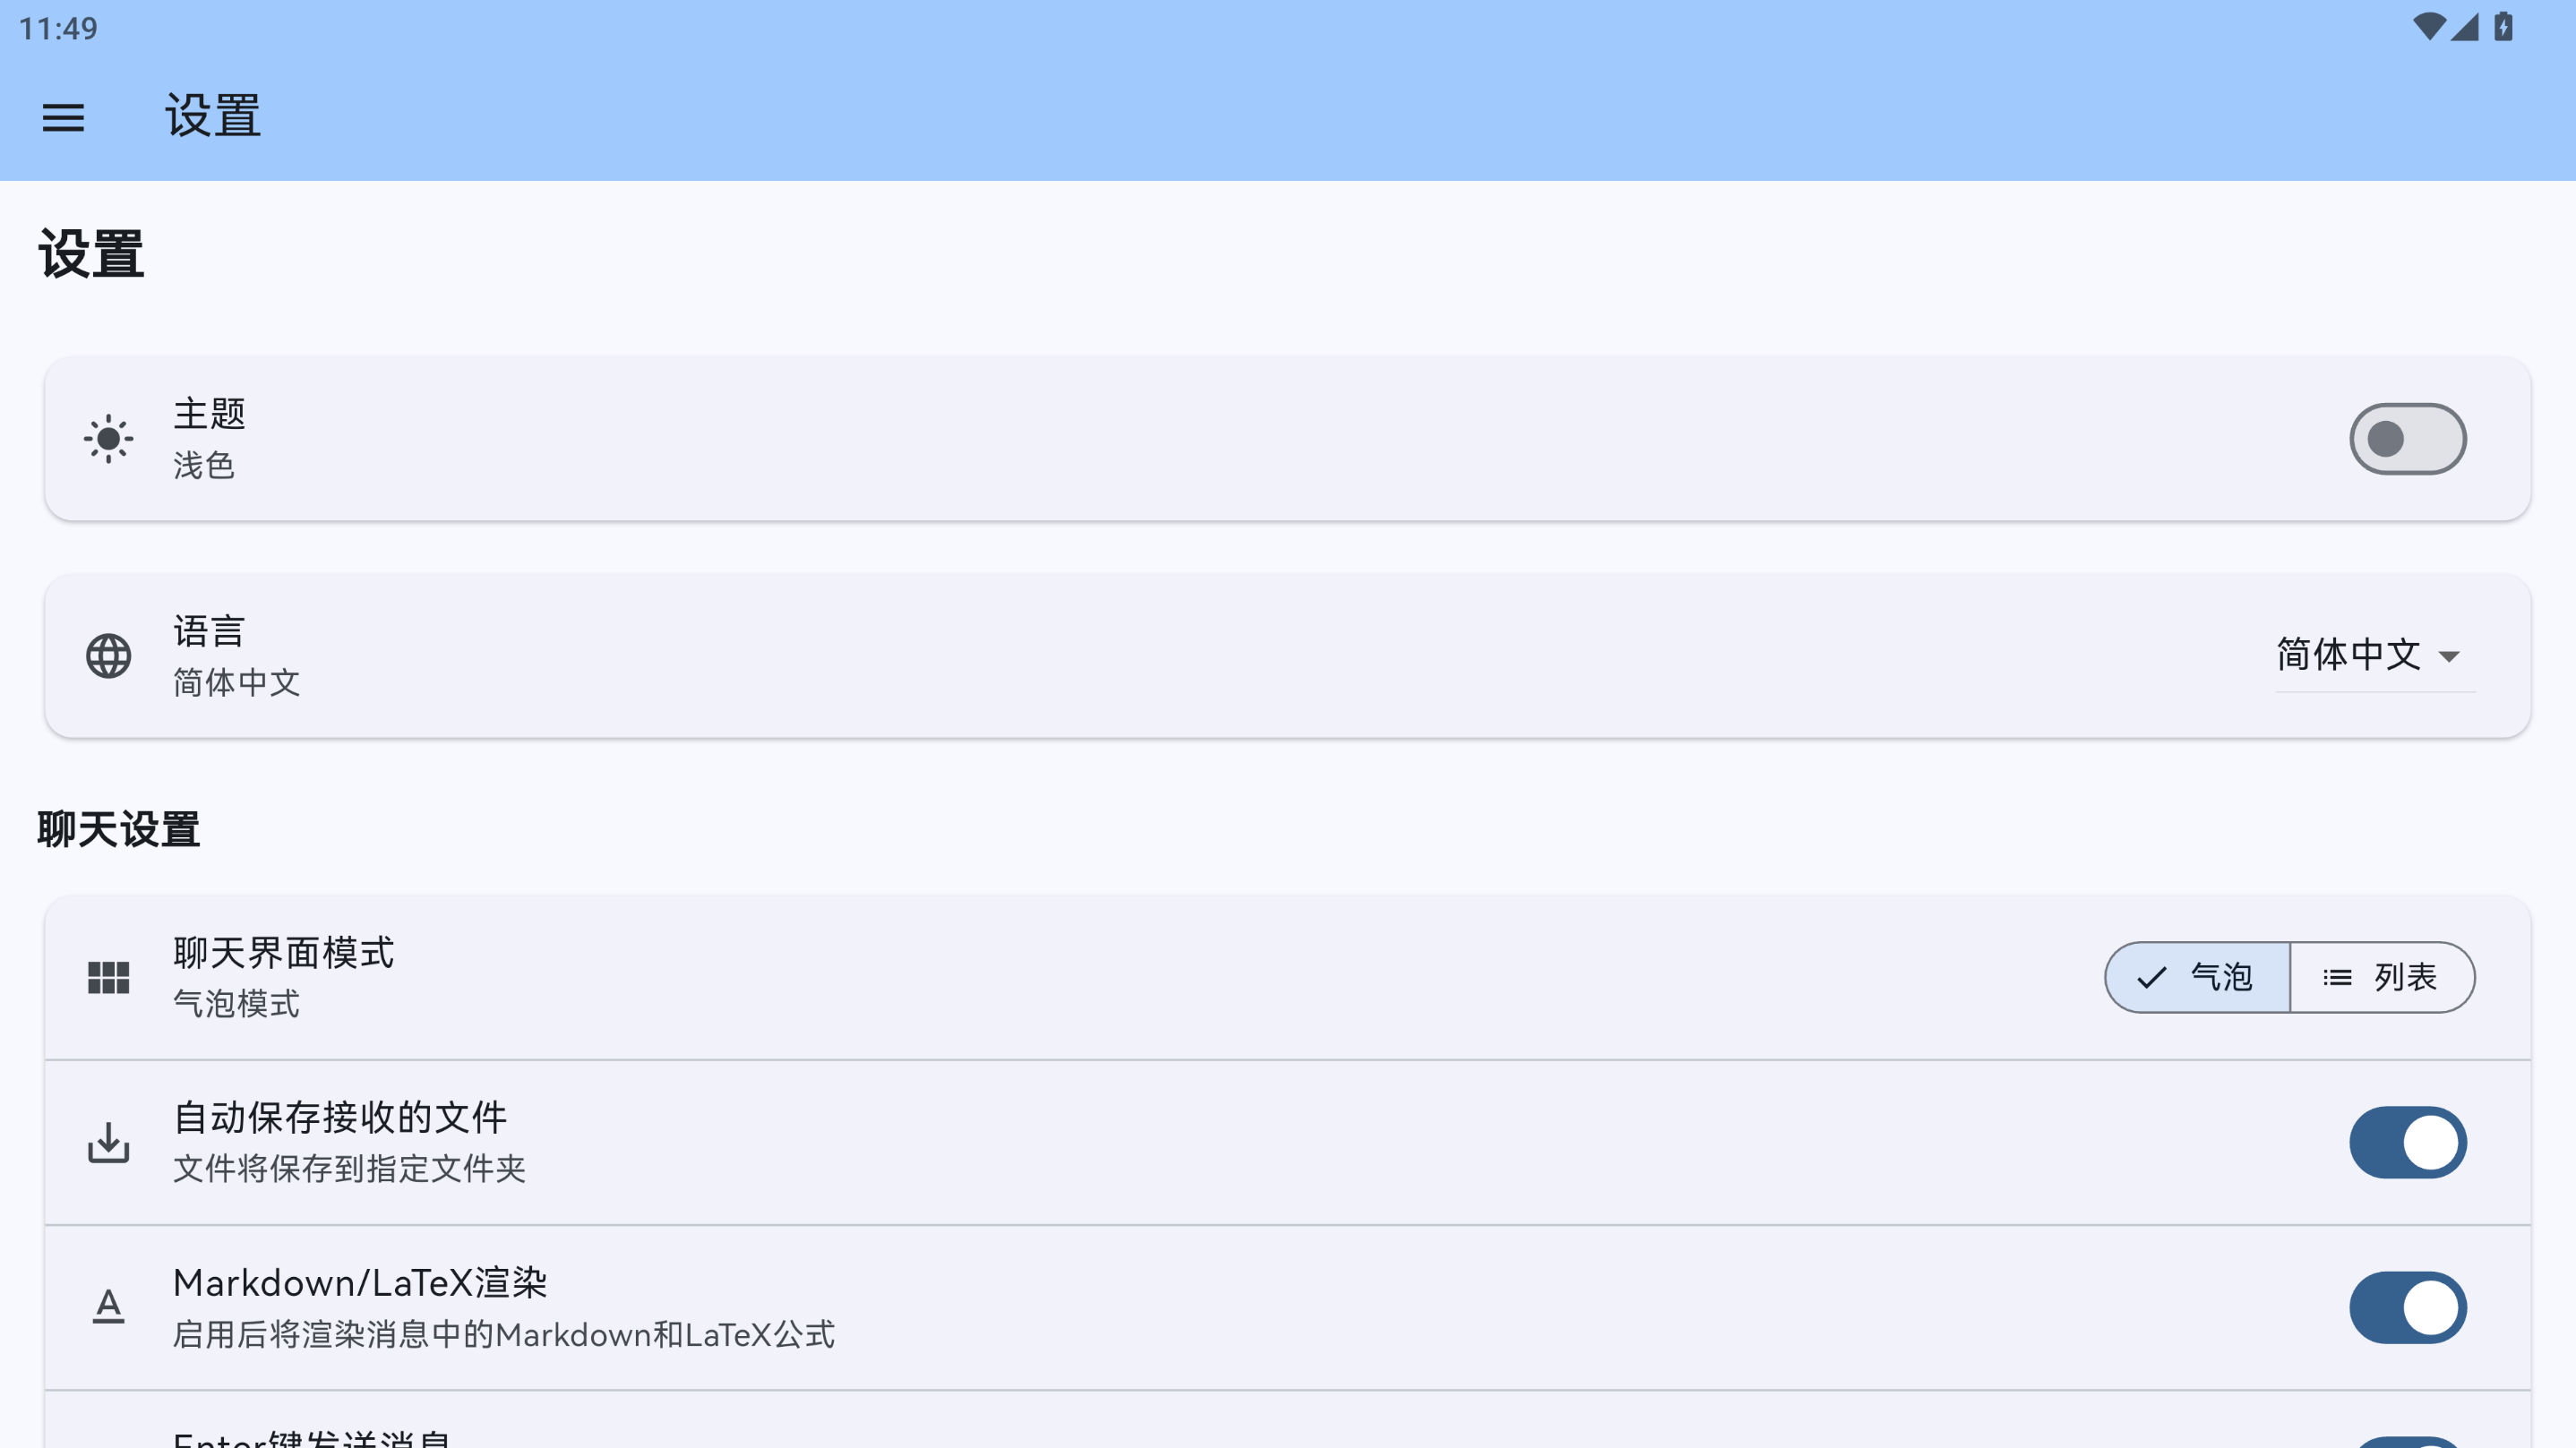 11:49
设置
设置
主题
浅色
语言
简体中文
简体中文
聊天设置
聊天界面模式
气泡模式
气泡
列表
自动保存接收的文件
文件将保存到指定文件夹
Markdown/LaTeX渲染
启用后将渲染消息中的Markdown和LaTeX公式
Enter键发送消息